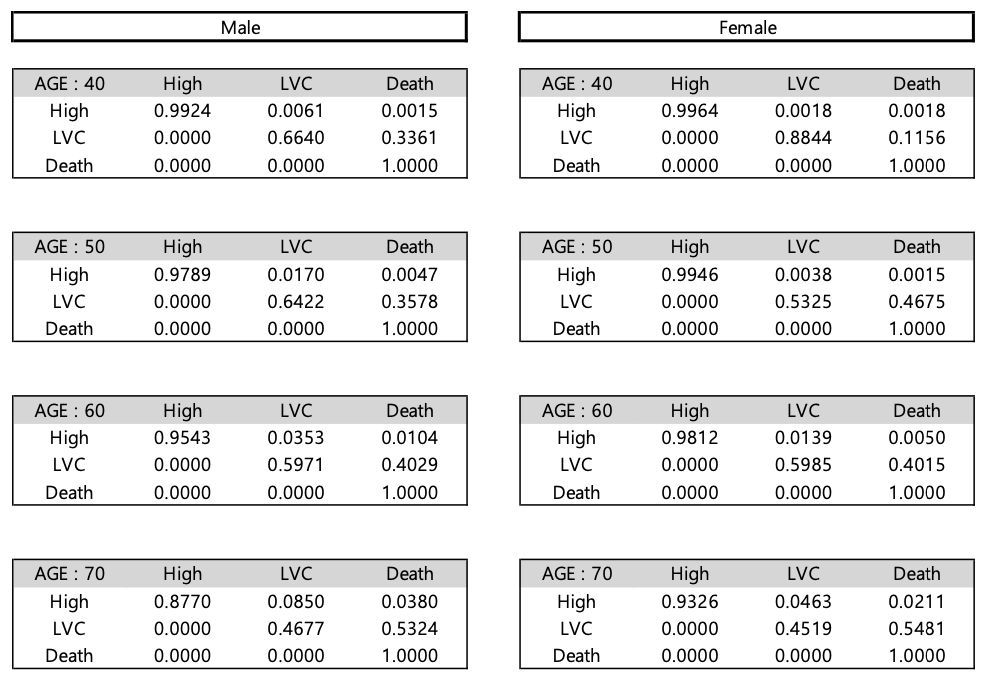 Male Female
AGE : 40 High LVC Death AGE : 40 High LVC Death
High 0.9924 0.0061 0.0015 High 0.9964 0.0018 0.0018
LVC 0.0000 0.6640 0.3361 LVC 0.0000 0.8844 0.1156
Death 0.0000 0.0000 1.0000 Death 0.0000 0.0000 1.0000
AGE : 50 High LVC Death AGE : 50 High LVC Death
High 0.9789 0.0170 0.0047 High 0.9946 0.0038 0.0015
LVC 0.0000 0.6422 0.3578 LVC 0.0000 0.5325 0.4675
Death 0.0000 0.0000 1.0000 Death 0.0000 0.0000 1.0000
AGE : 60 High LVC Death AGE : 60 High LVC Death
High 0.9543 0.0353 0.0104 High 0.9812 0.0139 0.0050
LVC 0.0000 0.5971 0.4029 LVC 0.0000 0.5985 0.4015
Death 0.0000 0.0000 1.0000 Death 0.0000 0.0000 1.0000
AGE : 70 High LVC Death AGE : 70 High LVC Death
High 0.8770 0.0850 0.0380 High 0.9326 0.0463 0.0211
LVC 0.0000 0.4677 0.5324 LVC 0.0000 0.4519 0.5481
Death 0.0000 0.0000 1.0000 Death 0.0000 0.0000 1.0000